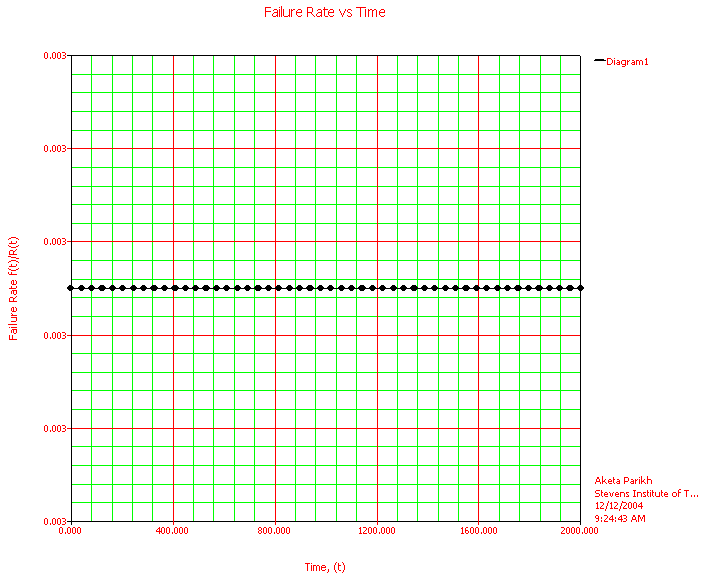 Failure Rate vs Time
0.003
Diagram1
0.003
0.003
Failure Rate f(t)/R(t)
0.003
0.003
0.003
0.000
400.000
800.000
1200.000
1600.000
2000.000
Time, (t)
Aketa Parikh
Stevens Institute of T...
12/12/2004
9:24:43 AM